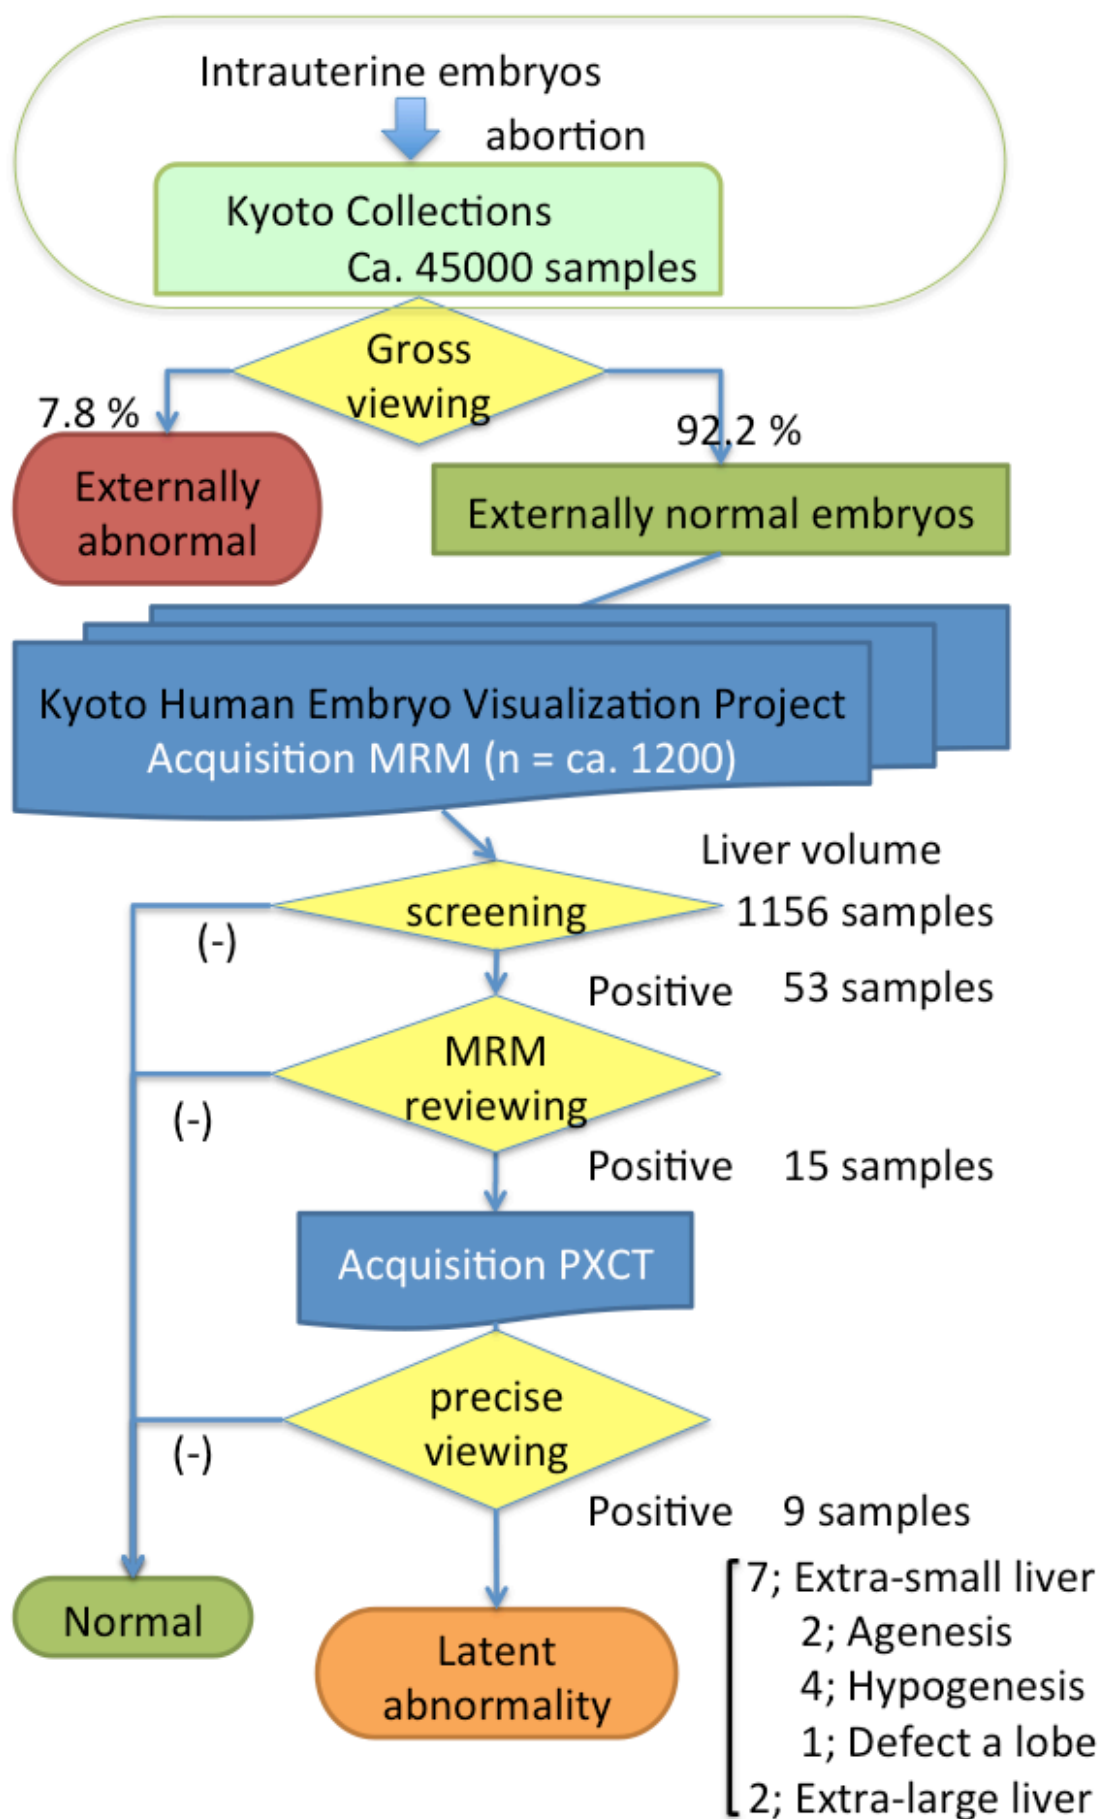 Intrauterine embryos
abortion
Kyoto Collections
Ca. 45000 samples
Gross
viewing
7.8 %
92.2 %
Externally
abnormal
Externally normal embryos
Kyoto Human Embryo Visualization Project
Acquisition MRM (n = ca. 1200)
Liver volume
screening
1156 samples
(-)
Positive 53 samples
MRM
reviewing
(-)
Positive 15 samples
Acquisition PXCT
precise
viewing
(-)
Positive 9 samples
7; Extra-small liver
2; Agenesis
4; Hypogenesis
1; Defect a lobe
2; Extra-large liver
Normal
Latent
abnormality